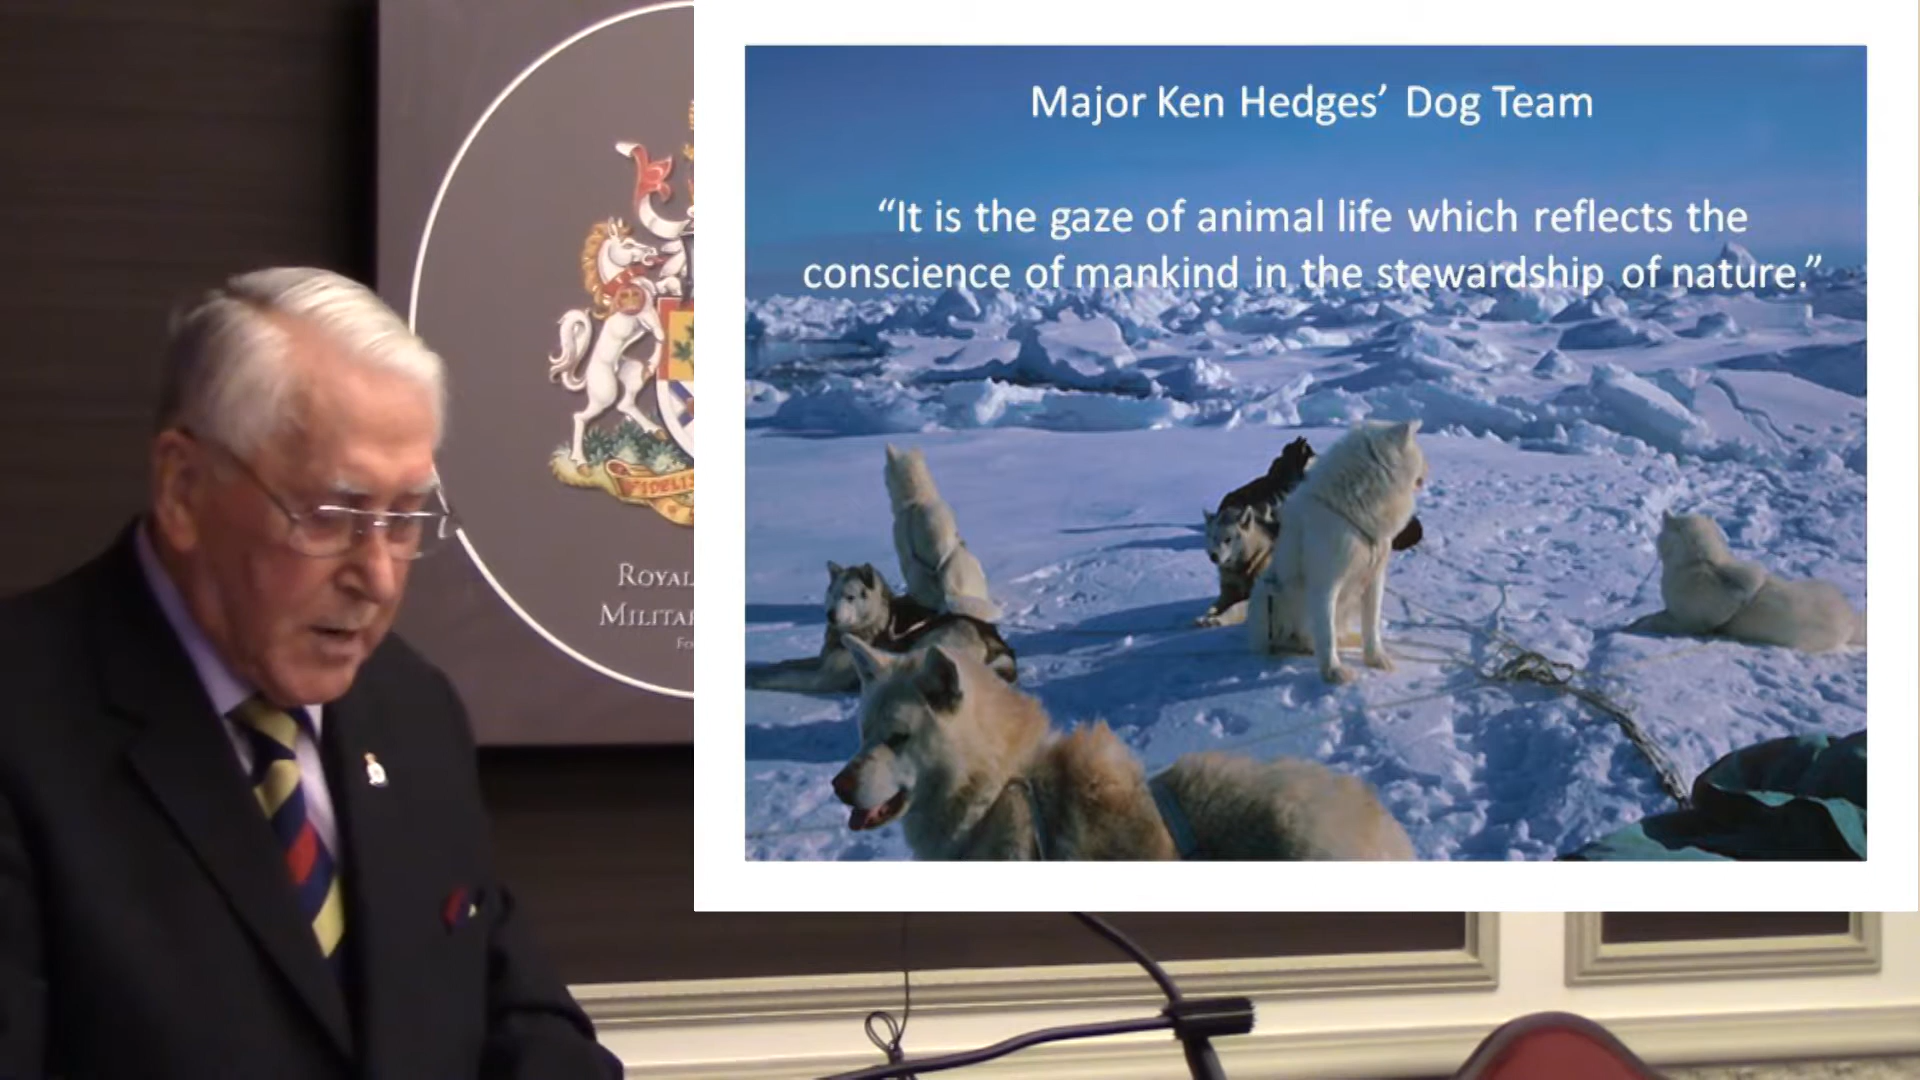 Major Ken Hedges’ Dog Team
“It is the gaze of animal life which reflects the
conscience of mankind in the stewardship of nature.”
FIDELIS
ROYAL